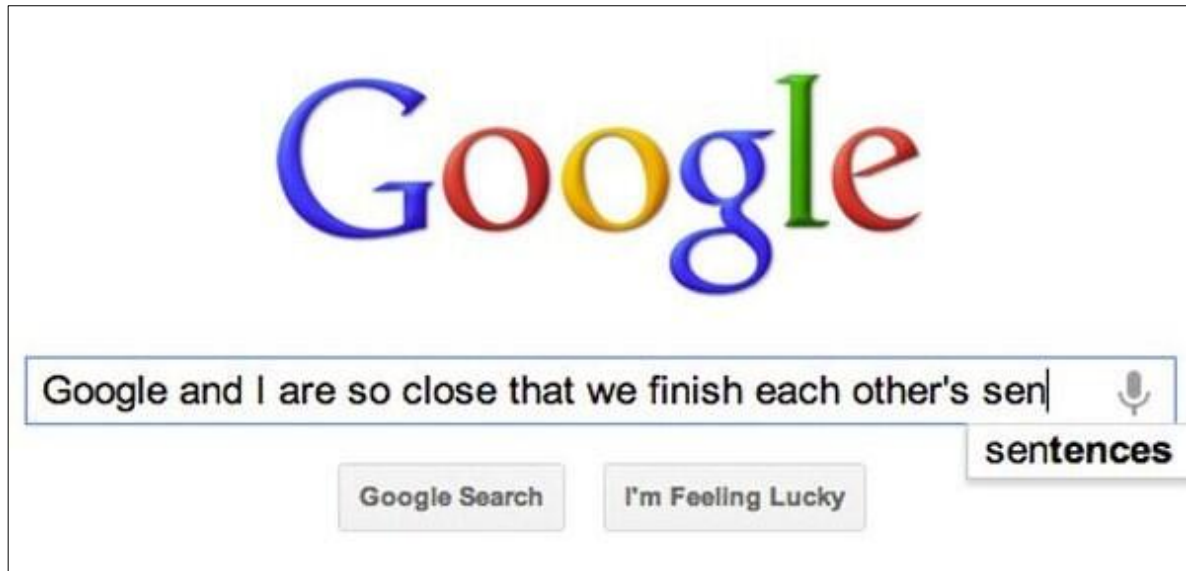 Google
Google and I are so close that we finish each other's sen
sentences
Google Search
I'm Feeling Lucky